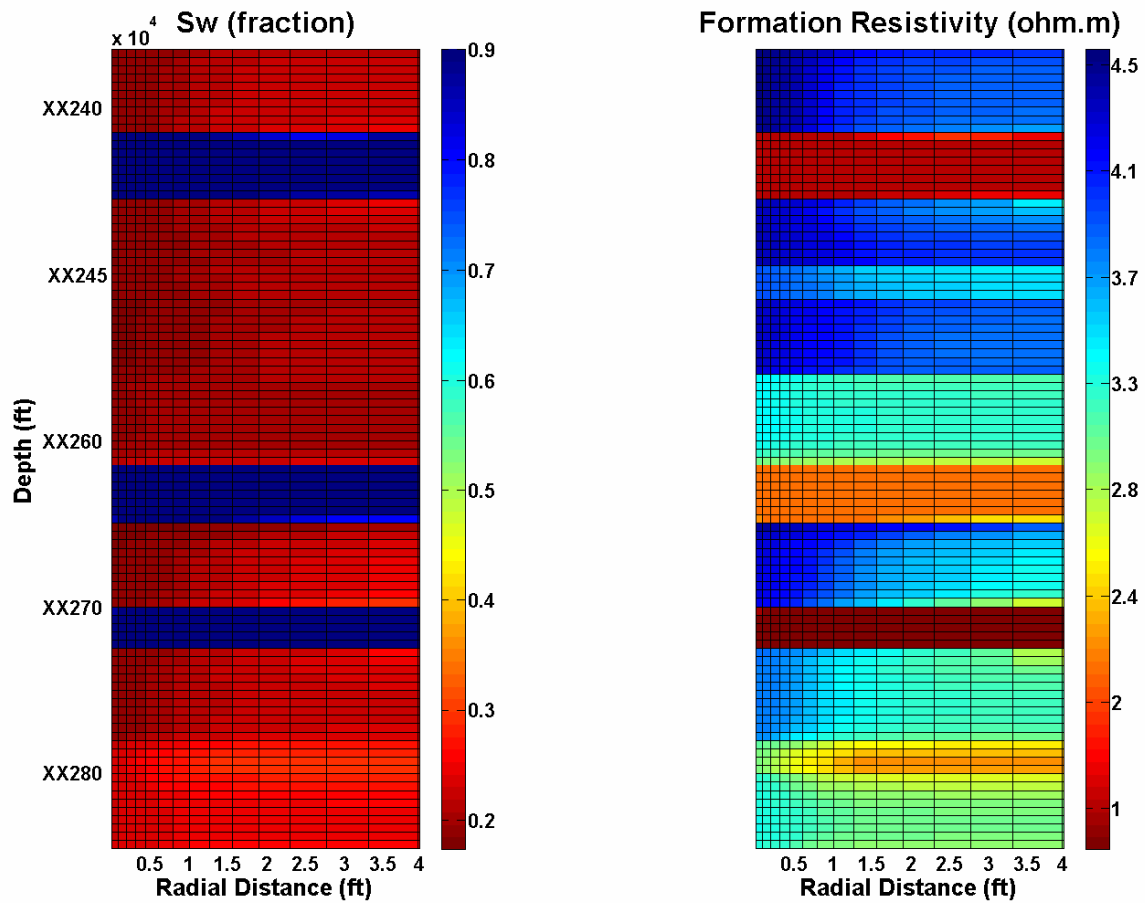 Sw (fraction)
x 10^4
Depth (ft)
XX240
XX245
XX260
XX270
XX280
0.5 1 1.5 2 2.5 3 3.5 4
Radial Distance (ft)
0.9
0.8
0.7
0.6
0.5
0.4
0.3
0.2
Formation Resistivity (ohm.m)
0.5 1 1.5 2 2.5 3 3.5 4
Radial Distance (ft)
4.5
4.1
3.7
3.3
2.8
2.4
2
1